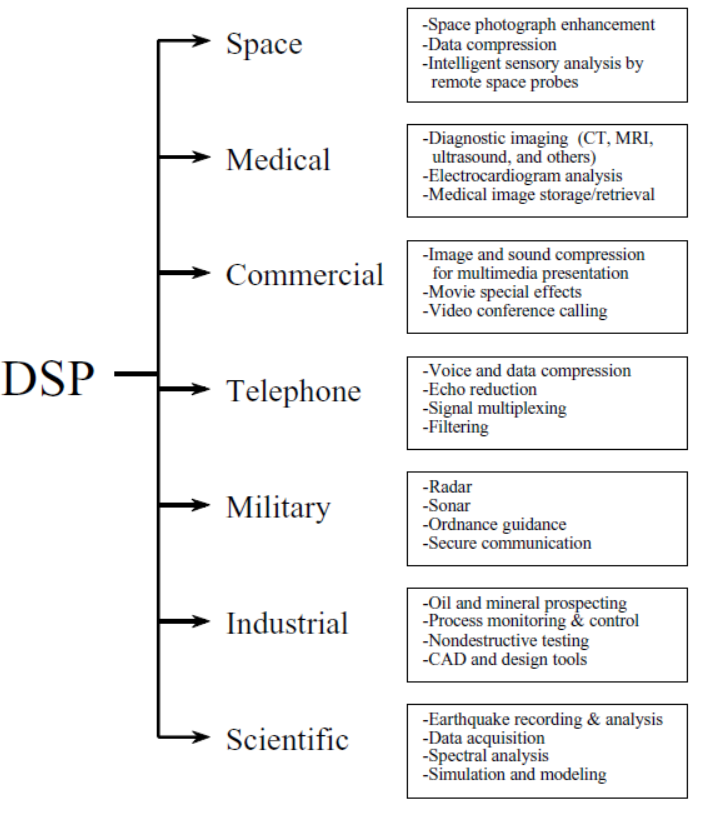 DSP
Space
-Space photograph enhancement
-Data compression
-Intelligent sensory analysis by
remote space probes
Medical
-Diagnostic imaging (CT, MRI,
ultrasound, and others)
-Electrocardiogram analysis
-Medical image storage/retrieval
Commercial
-Image and sound compression
for multimedia presentation
-Movie special effects
-Video conference calling
Telephone
-Voice and data compression
-Echo reduction
-Signal multiplexing
-Filtering
Military
-Radar
-Sonar
-Ordnance guidance
-Secure communication
Industrial
-Oil and mineral prospecting
-Process monitoring & control
-Nondestructive testing
-CAD and design tools
Scientific
-Earthquake recording & analysis
-Data acquisition
-Spectral analysis
-Simulation and modeling